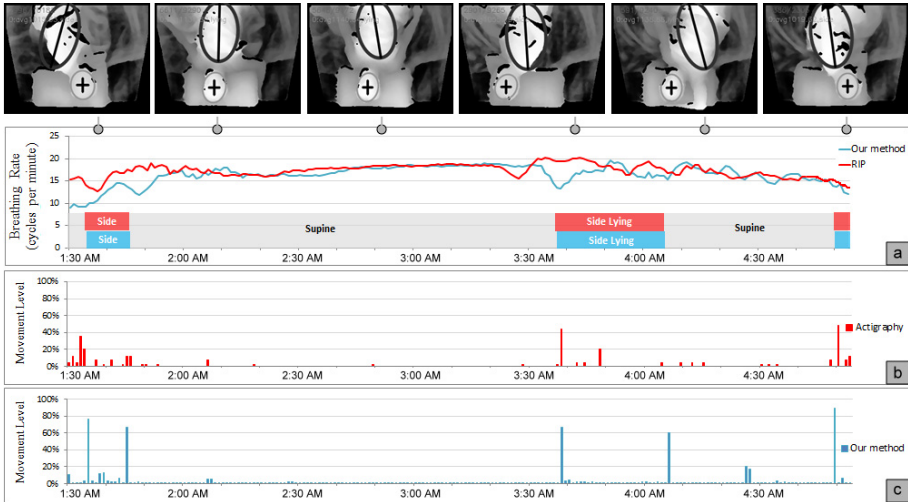 Breathing Rate
(cycles per minute)
25
20
15
10
5
0
Our method
RIP
Side
Side
Supine
Side Lying
Side Lying
Supine
1:30 AM 2:00 AM 2:30 AM 3:00 AM 3:30 AM 4:00 AM 4:30 AM
a
Movement Level
100%
80%
60%
40%
20%
0%
Actigraphy
1:30 AM 2:00 AM 2:30 AM 3:00 AM 3:30 AM 4:00 AM 4:30 AM
b
Movement Level
100%
80%
60%
40%
20%
0%
Our method
1:30 AM 2:00 AM 2:30 AM 3:00 AM 3:30 AM 4:00 AM 4:30 AM
c